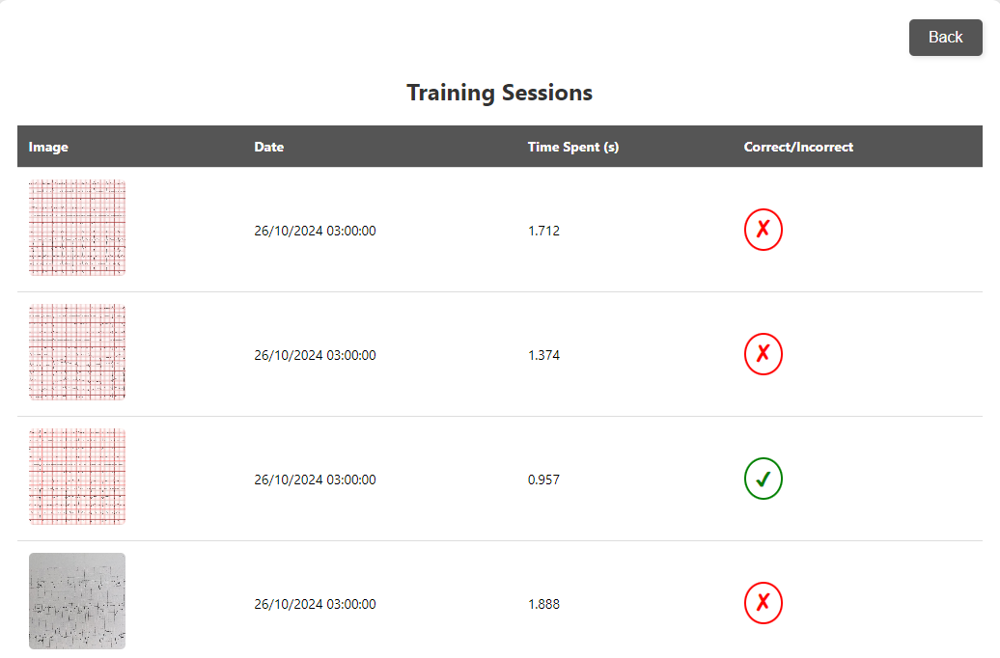 Back
Training Sessions
Image Date Time Spent (s) Correct/Incorrect
26/10/2024 03:00:00 1.712 ✗
26/10/2024 03:00:00 1.374 ✗
26/10/2024 03:00:00 0.957 ✓
26/10/2024 03:00:00 1.888 ✗